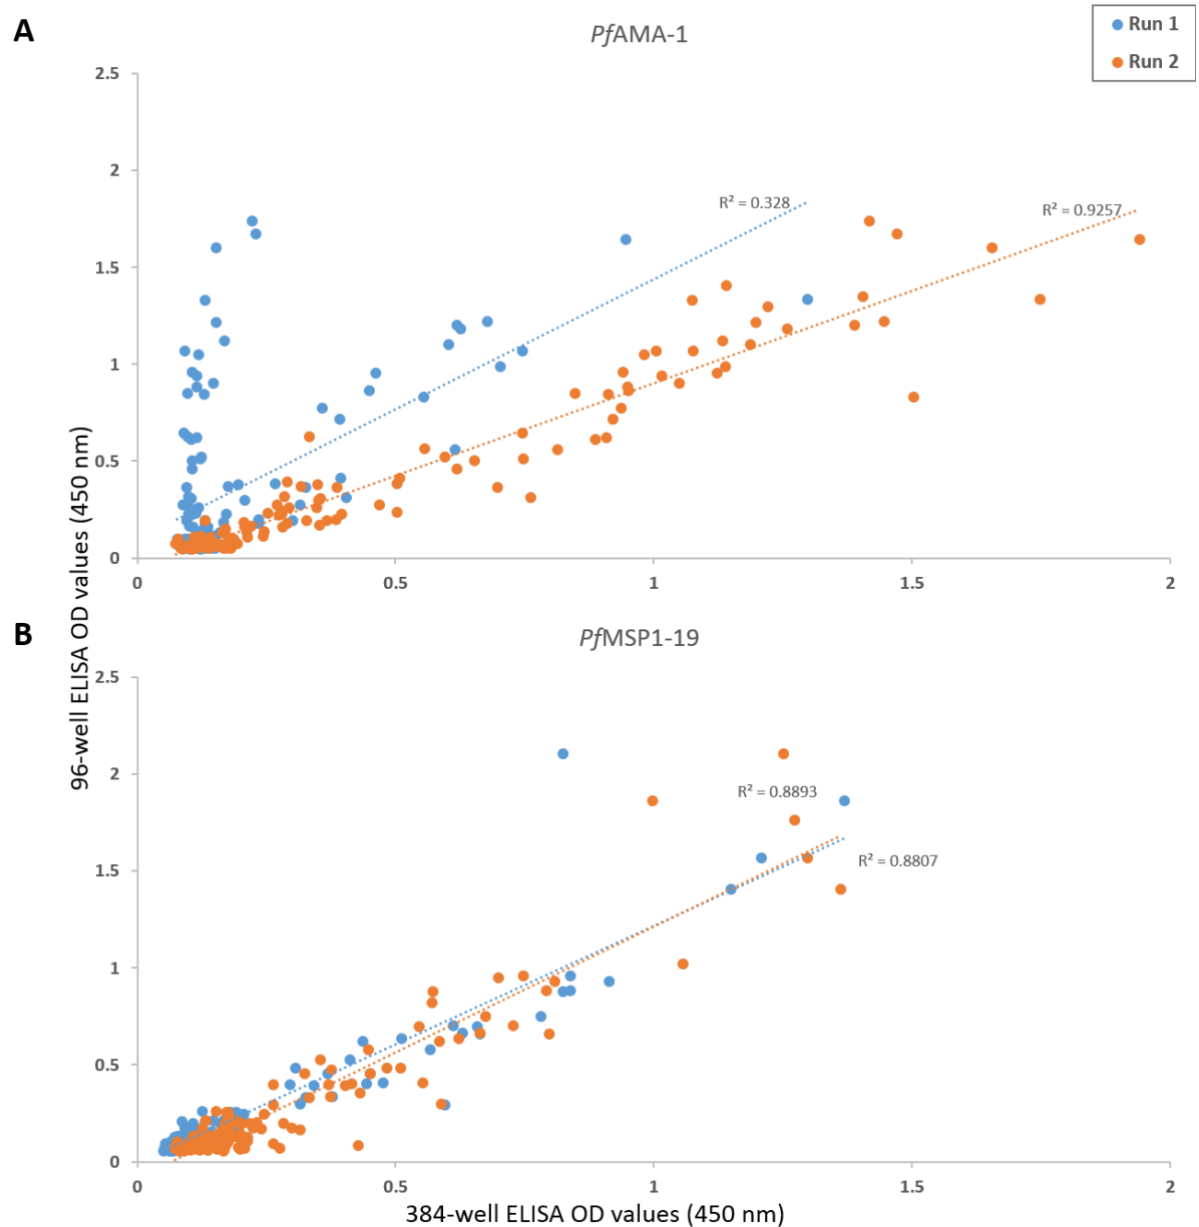 A
PfAMA-1
Run 1
Run 2
2.5
2
R² = 0.328
R² = 0.9257
1.5
1
0.5
0
0
0.5
1
1.5
2
96-well ELISA OD values (450 nm)
B
PfMSP1-19
2.5
2
R² = 0.8893
1.5
R² = 0.8807
1
0.5
0
0
0.5
1
1.5
2
384-well ELISA OD values (450 nm)